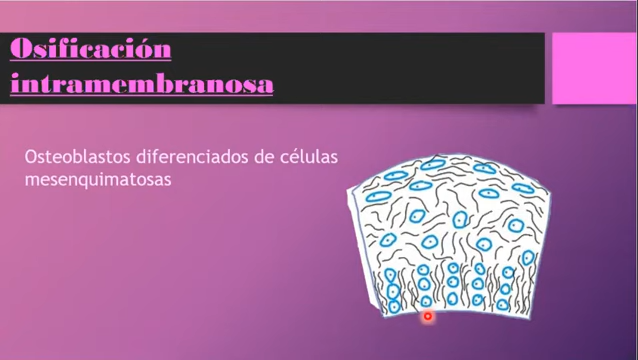 Osificación
intramembranosa
Osteoblastos diferenciados de células
mesenquimatosas